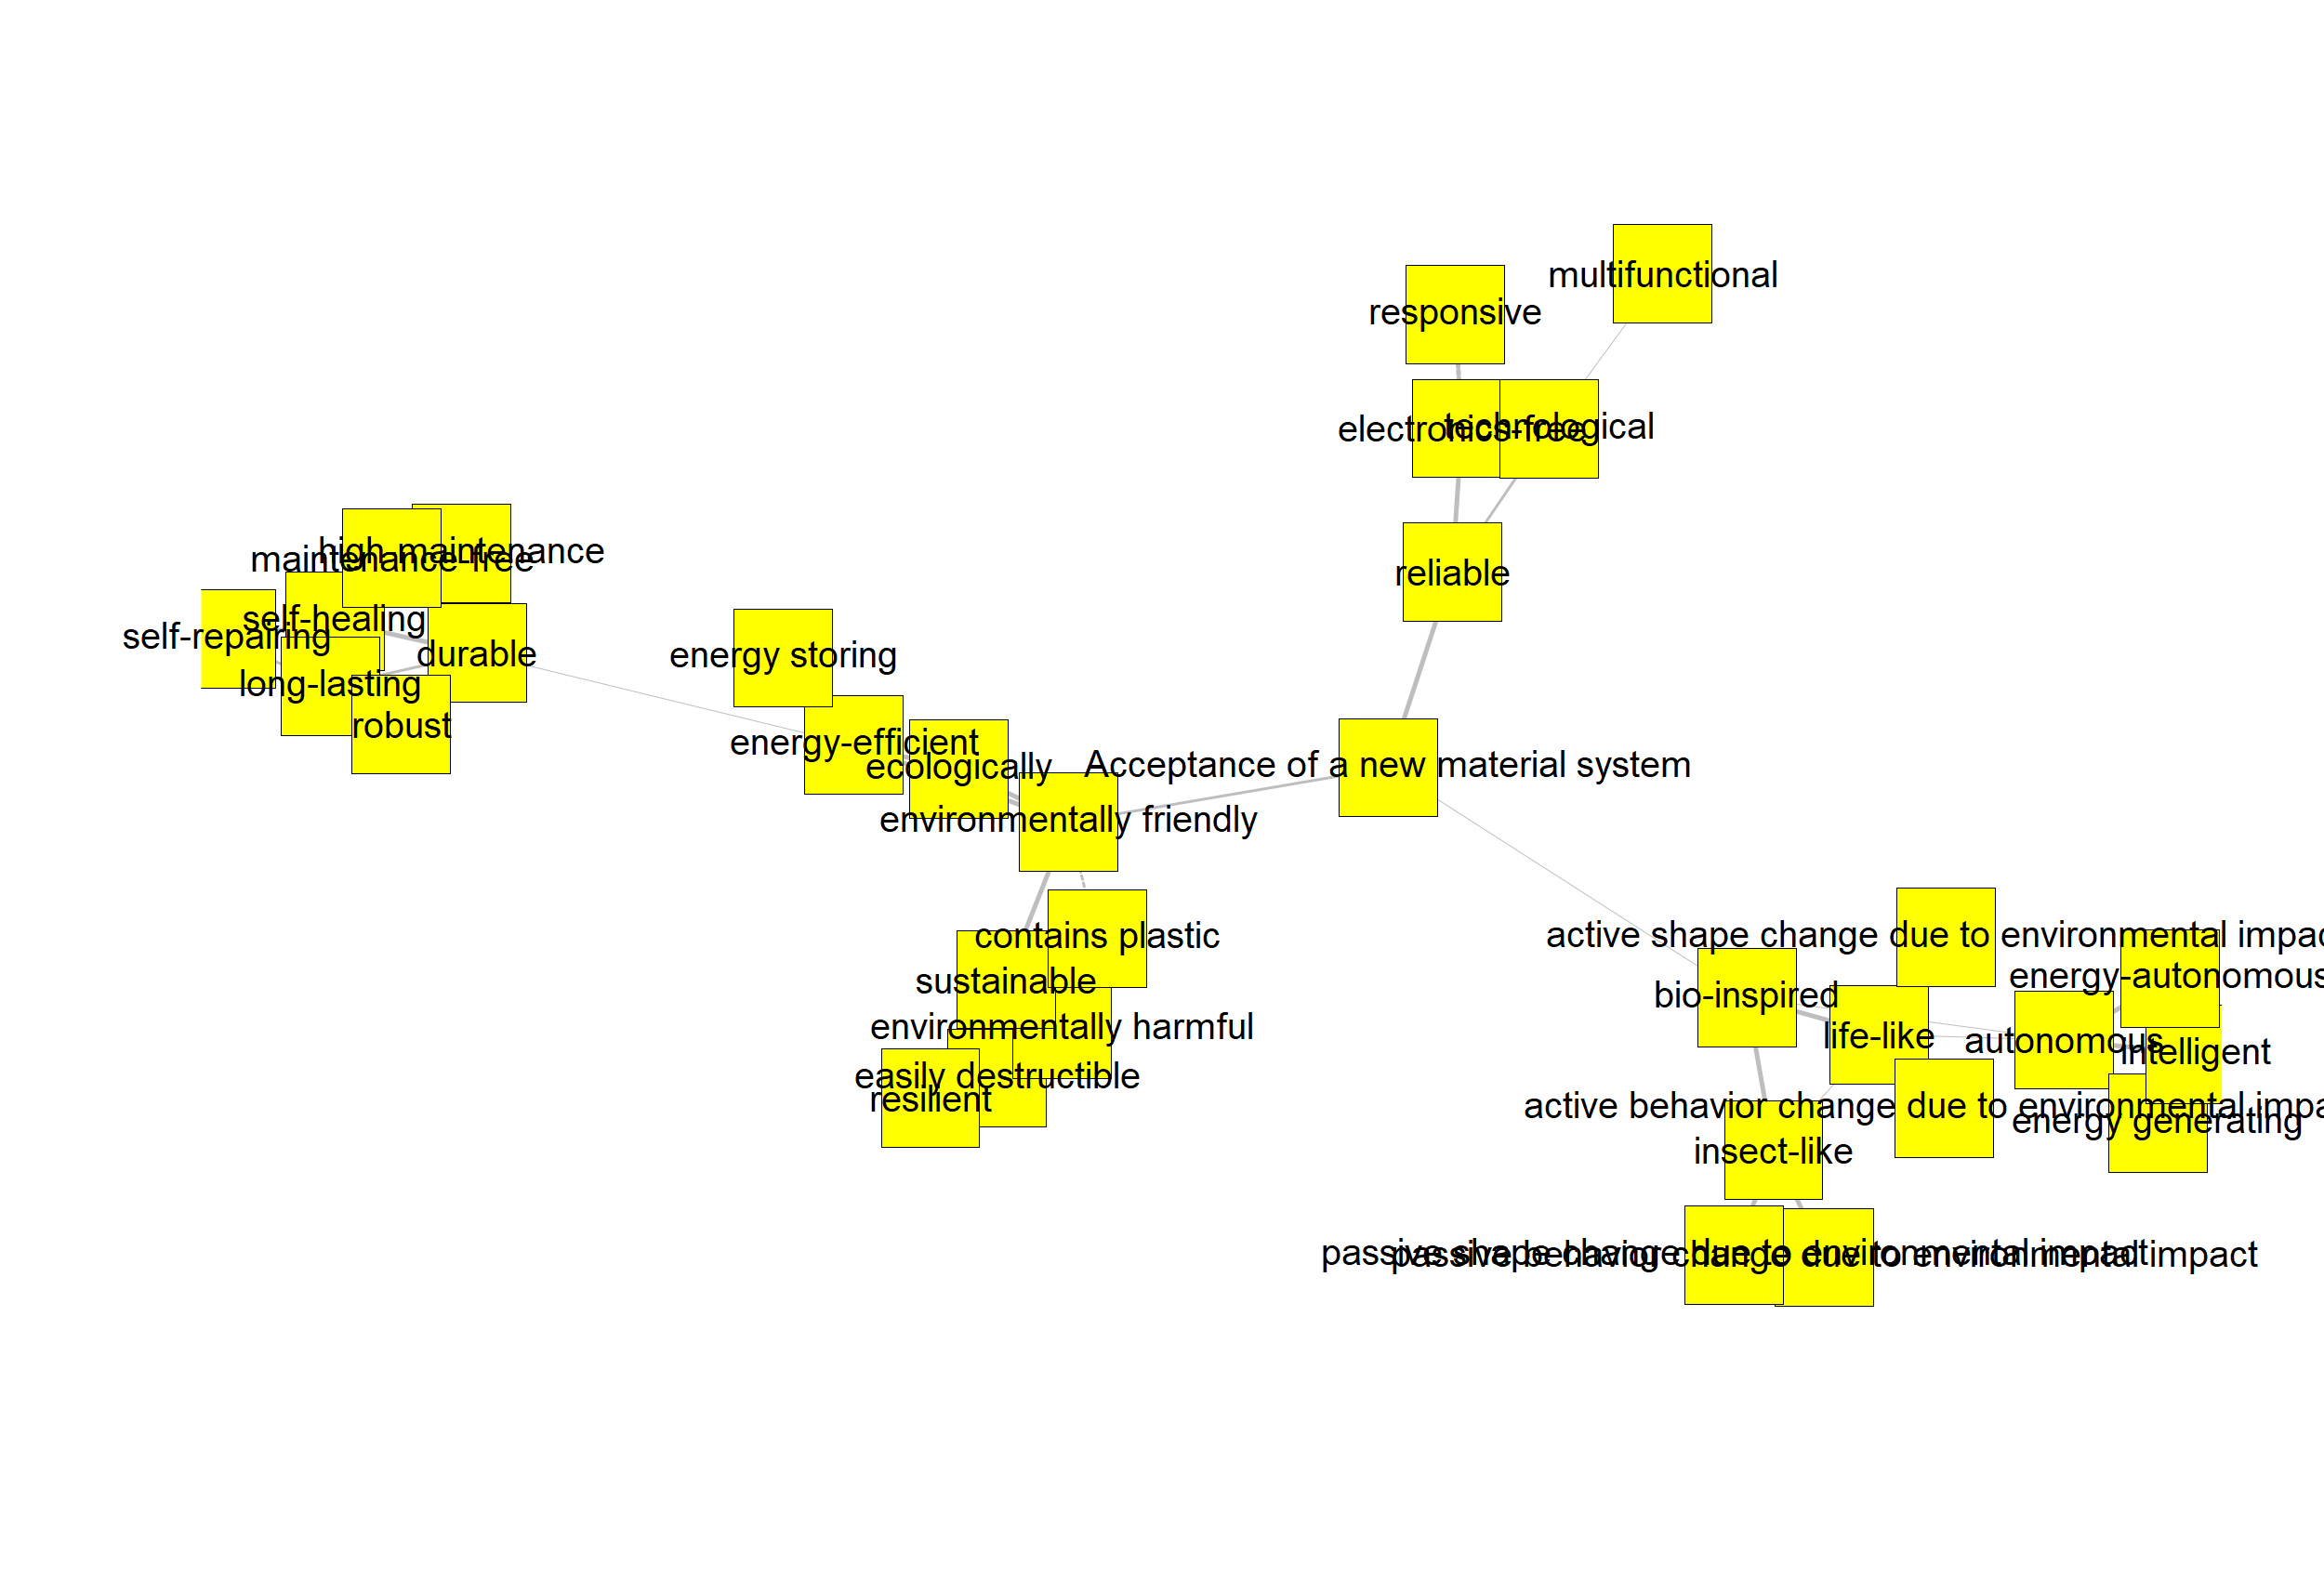 multifunctional
responsive
technological
electronics-free
high-maintenance
maintenance-free
reliable
self-healing
self-repairing
durable
energy storing
long-lasting
robust
energy-efficient
ecologically
Acceptance of a new material system
environmentally friendly
contains plastic
active shape change due to environmental impac
sustainable
energy-autonomous
bio-inspired
environmentally harmful
life-like
autonomous
intelligent
easily destructible
resilient
active behavior change due to environmental impa
energy generating
insect-like
passive shape change due to environmental impact
passive behavior change due to environmental impact